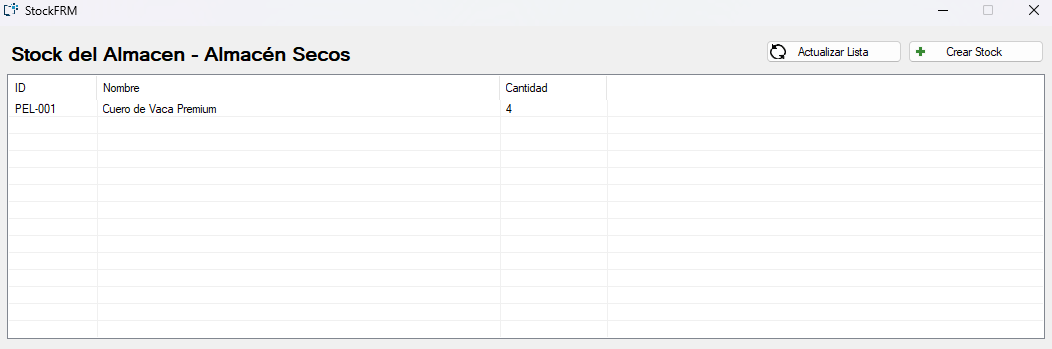 StockFRM
Stock del Almacen - Almacén Secos
Actualizar Lista
Crear Stock
ID Nombre Cantidad
PEL-001 Cuero de Vaca Premium 4